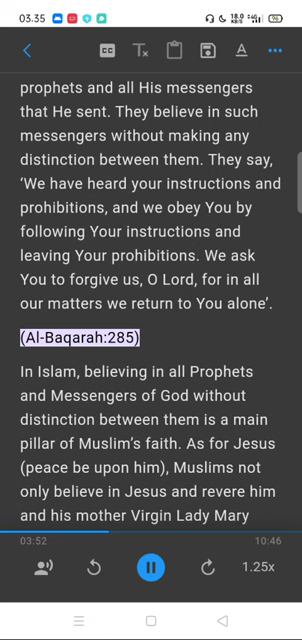 03.35
18.0 KB/S
96
CC
prophets and all His messengers
that He sent. They believe in such
messengers without making any
distinction between them. They say,
‘We have heard your instructions and
prohibitions, and we obey You by
following Your instructions and
leaving Your prohibitions. We ask
You to forgive us, O Lord, for in all
our matters we return to You alone’.
(Al-Baqarah:285)
In Islam, believing in all Prophets
and Messengers of God without
distinction between them is a main
pillar of Muslim’s faith. As for Jesus
(peace be upon him), Muslims not
only believe in Jesus and revere him
and his mother Virgin Lady Mary
03:52
10:46
1.25x